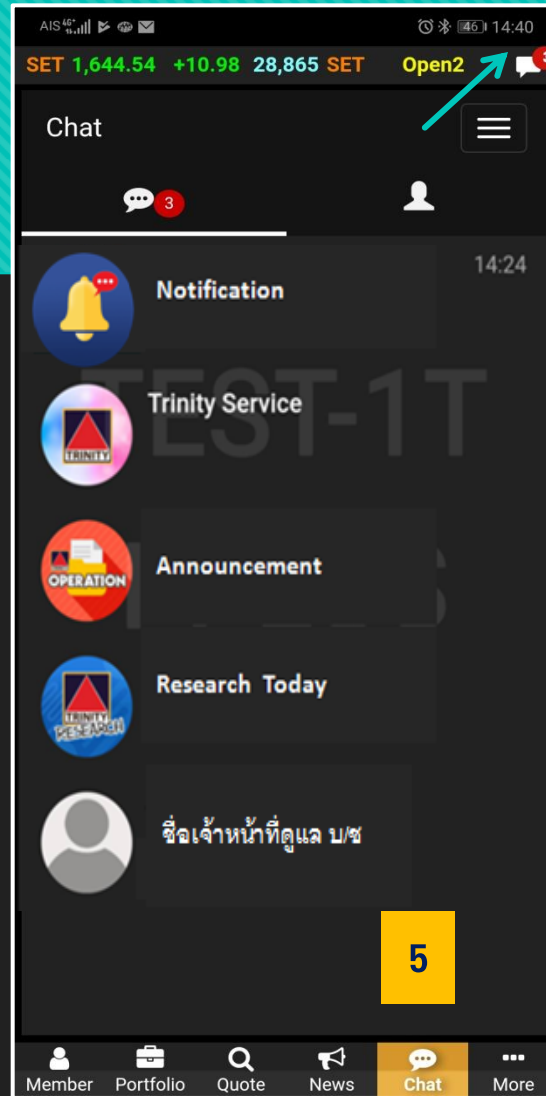 AIS 46 14:40
SET 1,644.54 +10.98 28,865 SET Open2 3
Chat
3
14:24
Notification
TEST-1T
TRINITY
Trinity Service
OPERATION
Announcement
TRINITY
RESEARCH
Research Today
ชื่อเจ้าหน้าที่ดูแล บ/ช
5
Member Portfolio Quote News Chat More